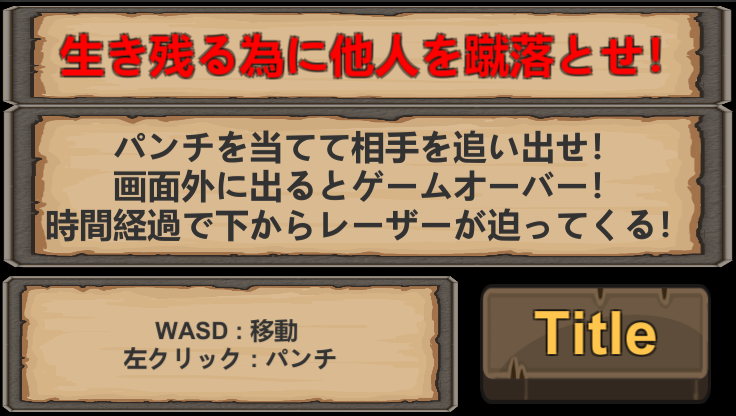 生き残る為に他人を蹴落とせ！
パンチを当てて相手を追い出せ！
画面外に出るとゲームオーバー！
時間経過で下からレーザーが迫ってくる！
WASD : 移動
左クリック : パンチ
Title